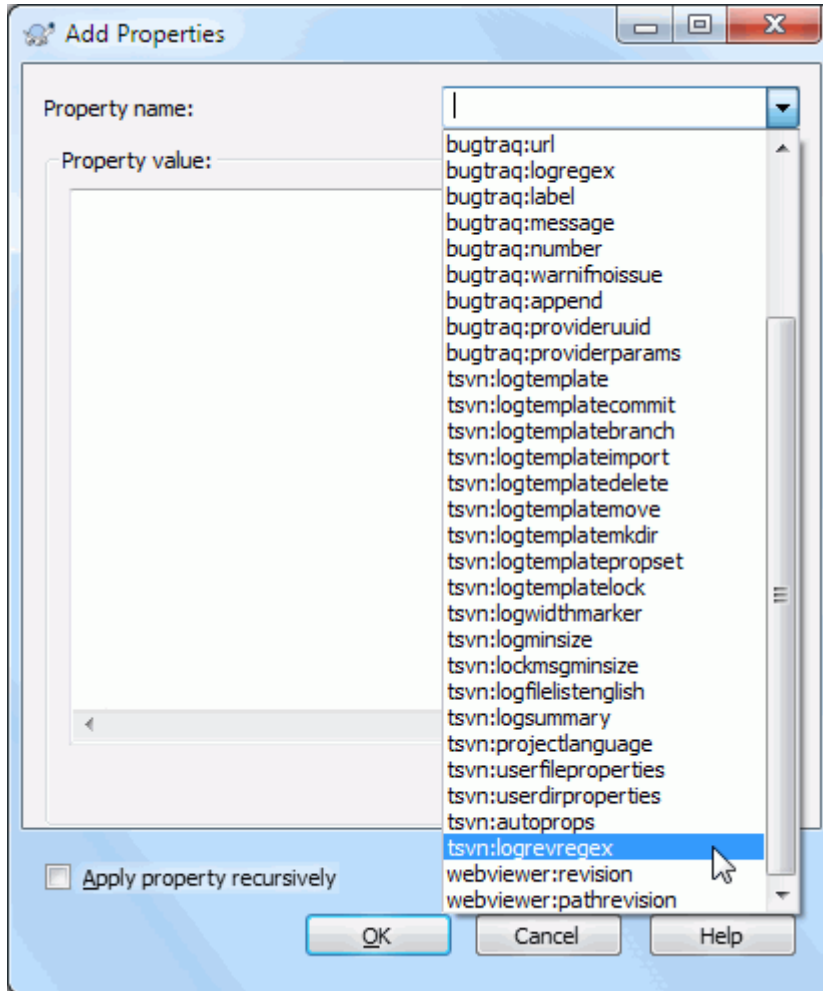 Add Properties
Property name:
Property value:
bugtraq:url
bugtraq:logregex
bugtraq:label
bugtraq:message
bugtraq:number
bugtraq:warnifnoissue
bugtraq:append
bugtraq:provideruuid
bugtraq:providerparams
tsvn:logtemplate
tsvn:logtemplatecommit
tsvn:logtemplatebranch
tsvn:logtemplateimport
tsvn:logtemplatedelete
tsvn:logtemplatemove
tsvn:logtemplatemkdir
tsvn:logtemplatepropset
tsvn:logtemplatelock
tsvn:logwidthmarker
tsvn:logminsize
tsvn:lockmsgminsize
tsvn:logfilelistenglish
tsvn:logsummary
tsvn:projectlanguage
tsvn:userfileproperties
tsvn:userdirproperties
tsvn:autoprops
tsvn:logrevregex
webviewer:revision
webviewer:pathrevision
Apply property recursively
OK Cancel Help